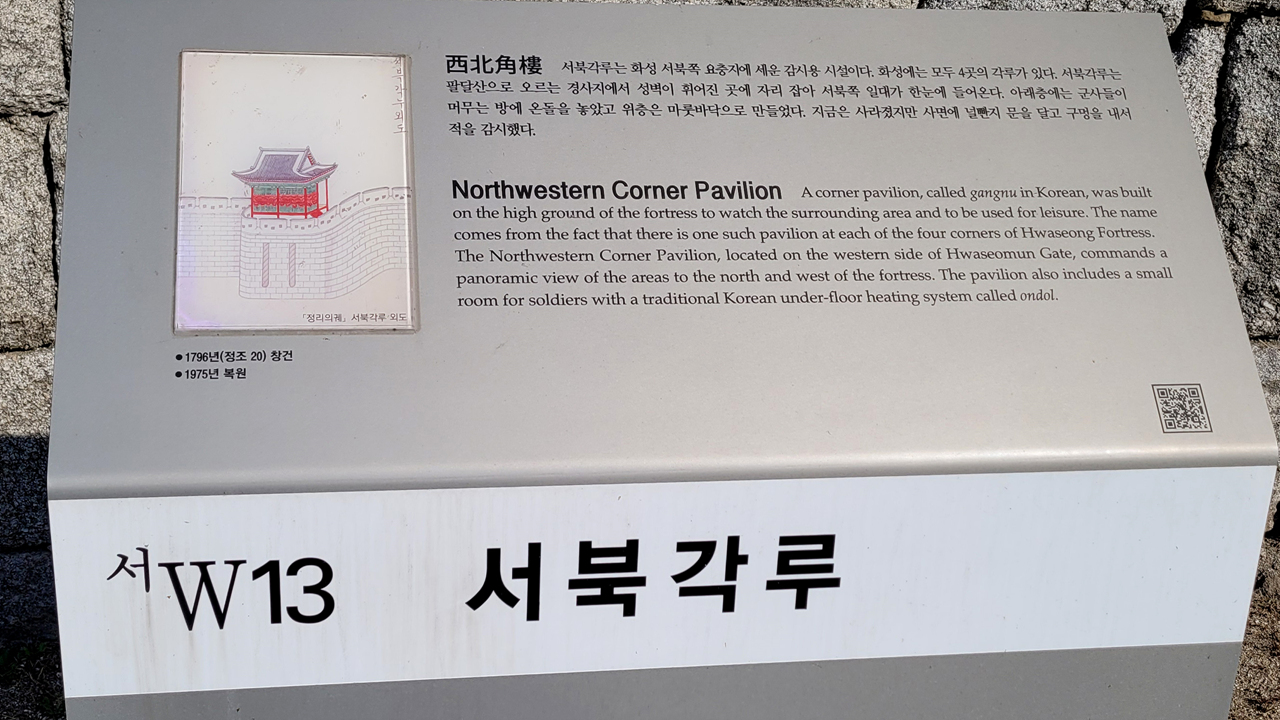 서북각루 외도
「정리의궤」 서북각루 외도
●1796년(정조 20) 창건
●1975년 복원
西北角樓 서북각루는 화성 서북쪽 요충지에 세운 감시용 시설이다. 화성에는 모두 4곳의 각루가 있다. 서북각루는
팔달산으로 오르는 경사지에서 성벽이 휘어진 곳에 자리 잡아 서북쪽 일대가 한눈에 들어온다. 아래층에는 군사들이
머무는 방에 온돌을 놓았고 위층은 마룻바닥으로 만들었다. 지금은 사라졌지만 사면에 널빤지 문을 달고 구멍을 내서
적을 감시했다.
Northwestern Corner Pavilion A corner pavilion, called gangnu in Korean, was built
on the high ground of the fortress to watch the surrounding area and to be used for leisure. The name
comes from the fact that there is one such pavilion at each of the four corners of Hwaseong Fortress.
The Northwestern Corner Pavilion, located on the western side of Hwaseomun Gate, commands a
panoramic view of the areas to the north and west of the fortress. The pavilion also includes a small
room for soldiers with a traditional Korean under-floor heating system called ondol.
서W13 서북각루